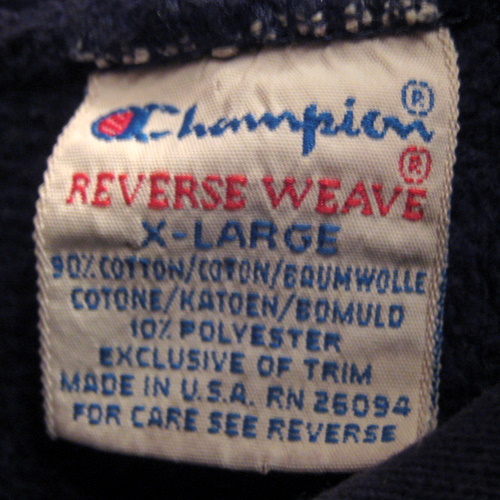 Champion®
REVERSE WEAVE®
X-LARGE
90% COTTON/COTON/BAUMWOLLE
COTONE/KATOEN/BOMULD
10% POLYESTER
EXCLUSIVE OF TRIM
MADE IN U.S.A. RN 26094
FOR CARE SEE REVERSE